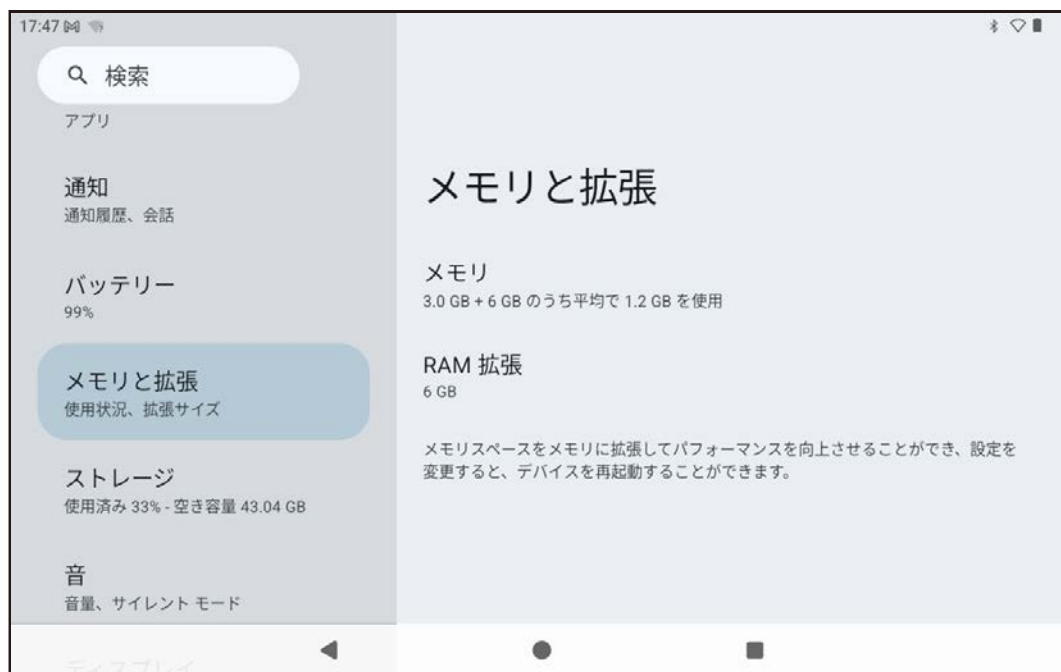 17:47
検索
アプリ
通知
通知履歴、会話
バッテリー
99%
メモリと拡張
使用状況、拡張サイズ
ストレージ
使用済み 33% - 空き容量 43.04 GB
音
音量、サイレント モード
ディスプレイ
メモリと拡張
メモリ
3.0 GB + 6 GB のうち平均で 1.2 GB を使用
RAM 拡張
6 GB
メモリスペースをメモリに拡張してパフォーマンスを向上させることができ、設定を
変更すると、デバイスを再起動することができます。